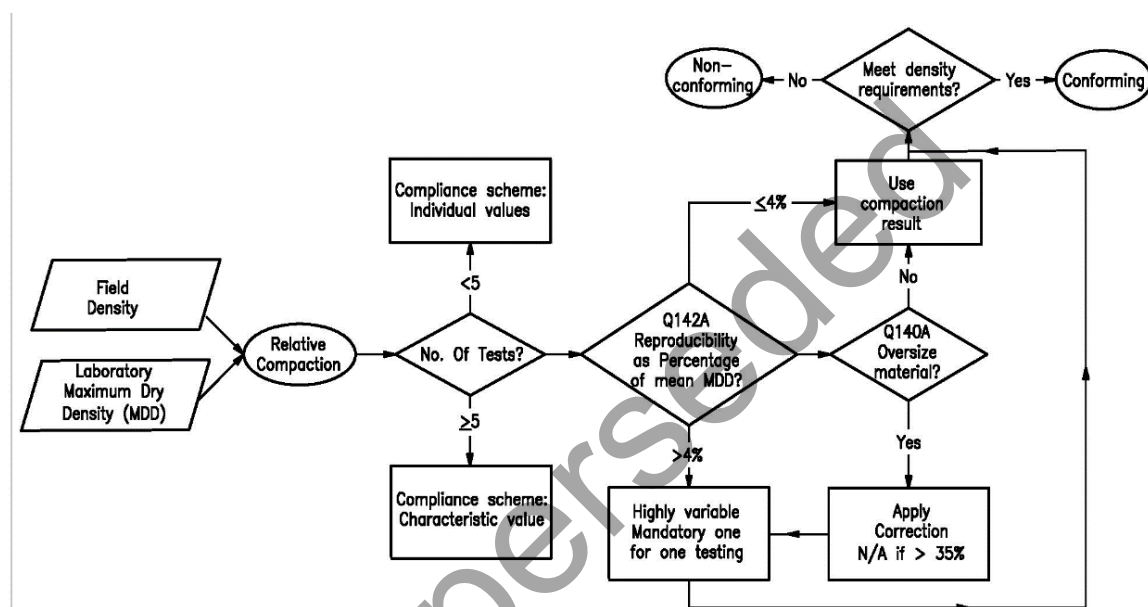 Non-
conforming
No
Meet density
requirements?
Yes
Conforming
Compliance scheme:
Individual values
<5
≤4%
Use
compaction
result
No
Field
Density
Laboratory
Maximum Dry
Density (MDD)
Relative
Compaction
No. Of Tests?
Q142A
Reproducibility
as Percentage
of mean MDD?
Q140A
Oversize
material?
≥5
>4%
Yes
Compliance scheme:
Characteristic value
Highly variable
Mandatory one
for one testing
Apply
Correction
N/A if > 35%
perseded